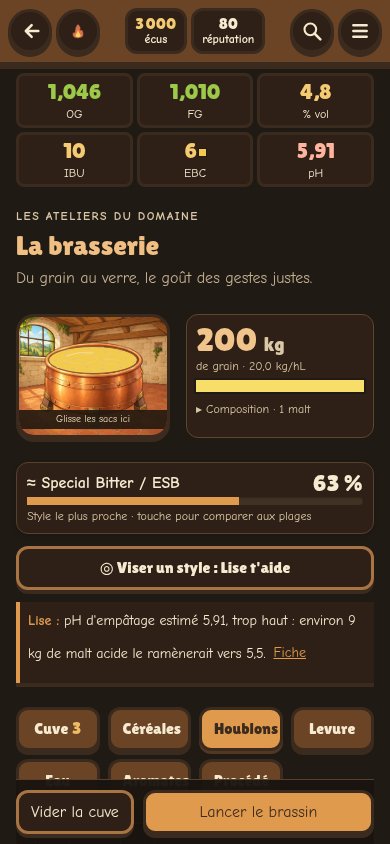 3 000
écus
80
réputation
1,046
OG
1,010
FG
4,8
% vol
10
IBU
6
EBC
5,91
pH
LES ATELIERS DU DOMAINE
La brasserie
Du grain au verre, le goût des gestes justes.
Glisse les sacs ici
200 kg
de grain · 20,0 kg/hL
▸ Composition · 1 malt
≈ Special Bitter / ESB
63 %
Style le plus proche · touche pour comparer aux plages
◎ Viser un style : Lise t'aide
Lise : pH d'empâtage estimé 5,91, trop haut : environ 9
kg de malt acide le ramènerait vers 5,5. Fiche
Cuve 3
Céréales
Houblons
Levure
Eau
Aromates
Procédé
Vider la cuve
Lancer le brassin